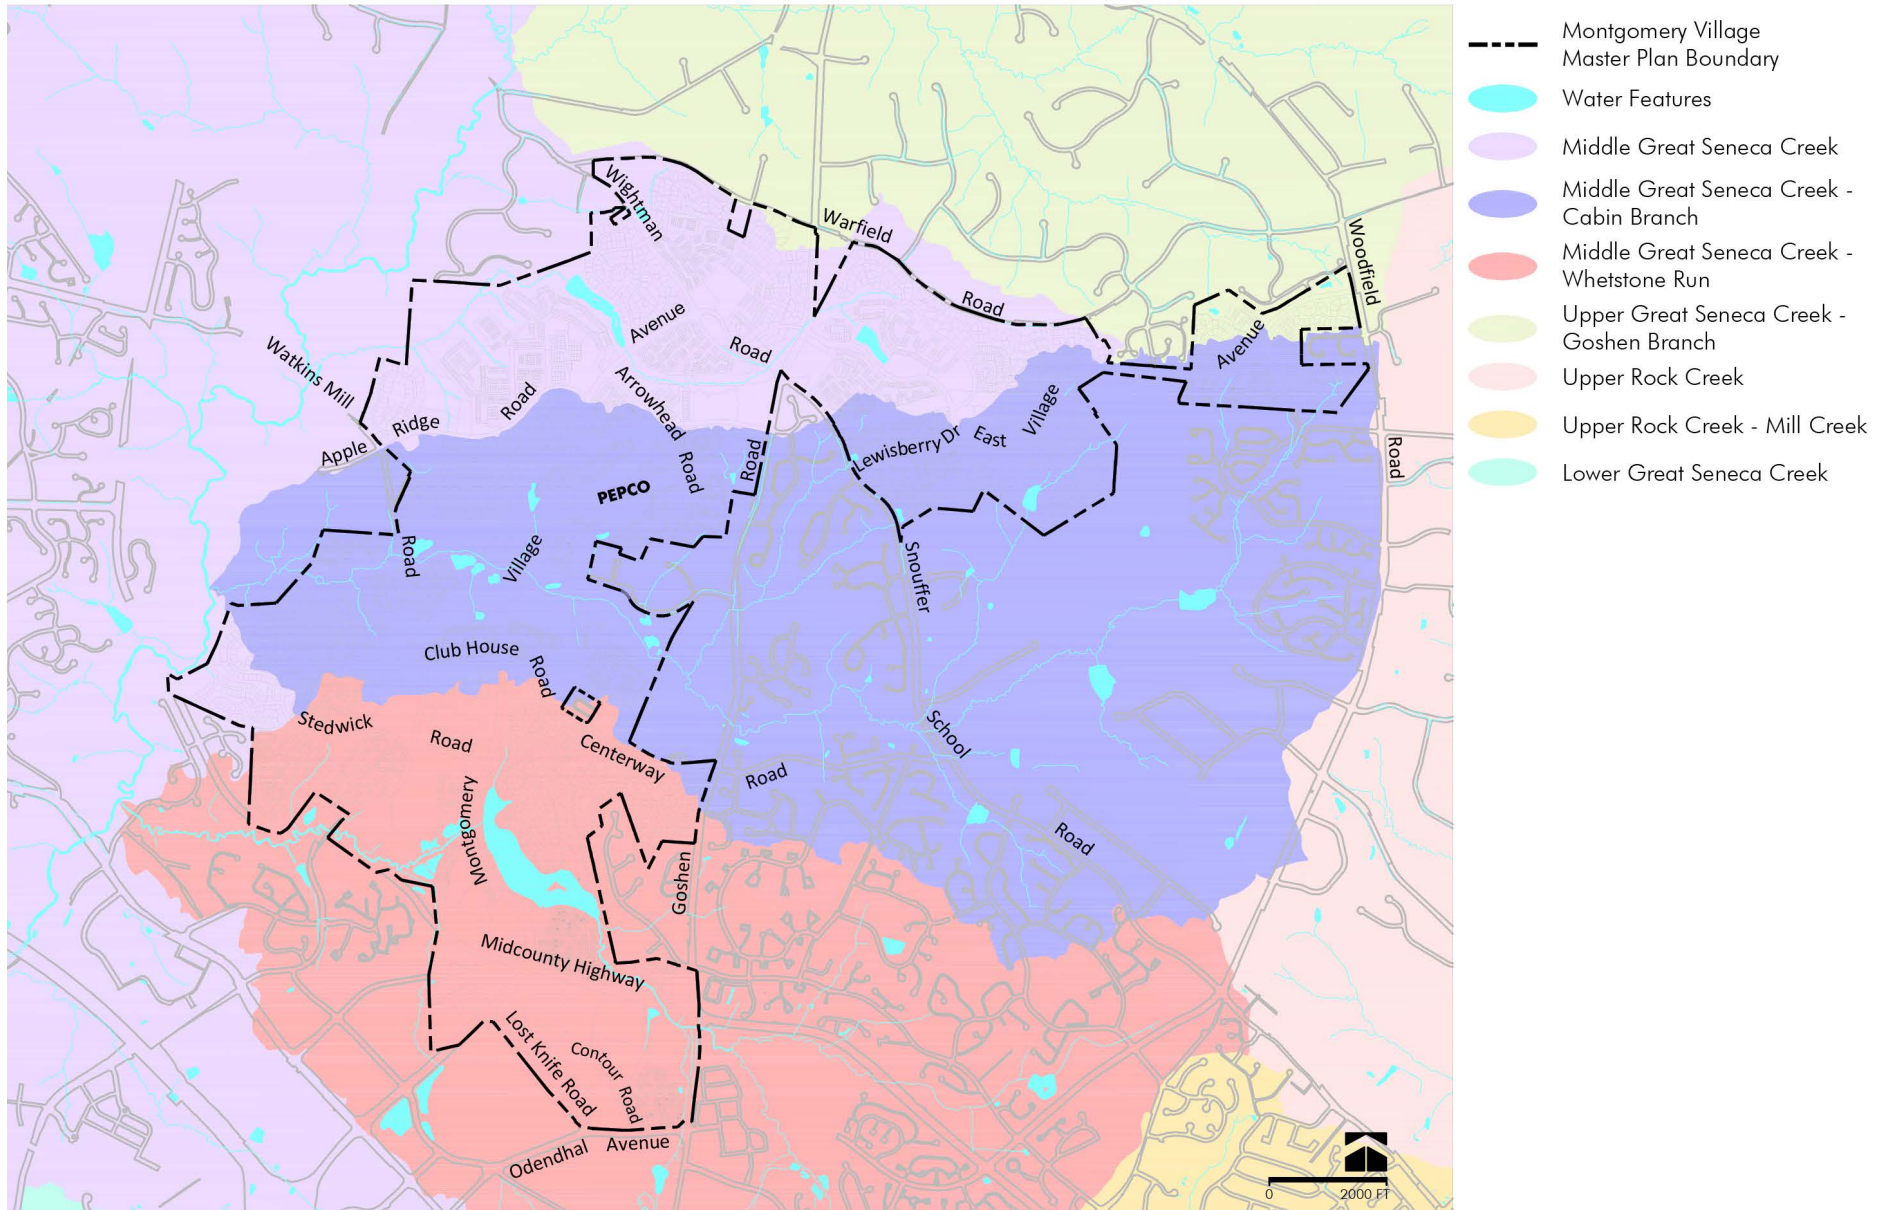 Montgomery Village
Master Plan Boundary
Water Features
Middle Great Seneca Creek
Middle Great Seneca Creek -
Cabin Branch
Middle Great Seneca Creek -
Whetstone Run
Upper Great Seneca Creek -
Goshen Branch
Upper Rock Creek
Upper Rock Creek - Mill Creek
Lower Great Seneca Creek
Wightman
Warfield
Woodfield
Road
Avenue
Road
Avenue
Watkins Mill
Road
Arrowhead
Village
Ridge
Apple
Lewisberry Dr
East
Road
Road
Road
PEPCO
Road
Village
Snouffer
Club House
Road
Stedwick
Road
Centerway
School
Road
Montgomery
Road
Goshen
Midcounty Highway
Lost Knife Road
Contour
Road
Avenue
Odendhal
0 2000 FT